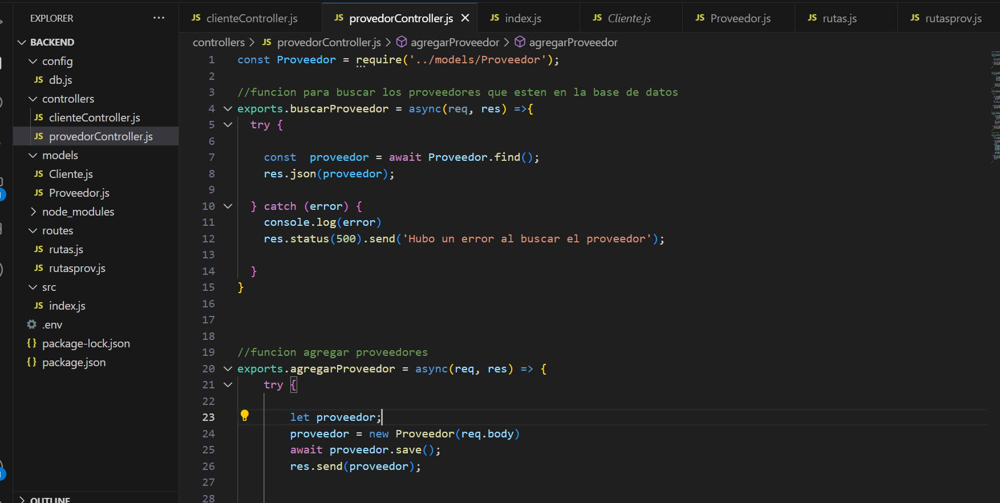 EXPLORER ...
BACKEND
config
JS db.js
controllers
JS clienteController.js
JS provedorController.js
models
JS Cliente.js
JS Proveedor.js
node_modules
routes
JS rutas.js
JS rutasprov.js
src
JS index.js
.env
{} package-lock.json
{} package.json
OUTLINE
JS clienteController.js JS provedorController.js JS index.js JS Cliente.js JS Proveedor.js JS rutas.js JS rutasprov.js
controllers > JS provedorController.js > agregarProveedor > agregarProveedor
1 const Proveedor = require('../models/Proveedor');
2
3 //funcion para buscar los proveedores que esten en la base de datos
4 exports.buscarProveedor = async(req, res) =>{
5 try {
6
7 const  proveedor = await Proveedor.find();
8 res.json(proveedor);
9
10 } catch (error) {
11 console.log(error)
12 res.status(500).send('Hubo un error al buscar el proveedor');
13
14 }
15 }
16
17
18
19 //funcion agregar proveedores
20 exports.agregarProveedor = async(req, res) => {
21 try {
22
23 let proveedor;
24 proveedor = new Proveedor(req.body)
25 await proveedor.save();
26 res.send(proveedor);
27
28